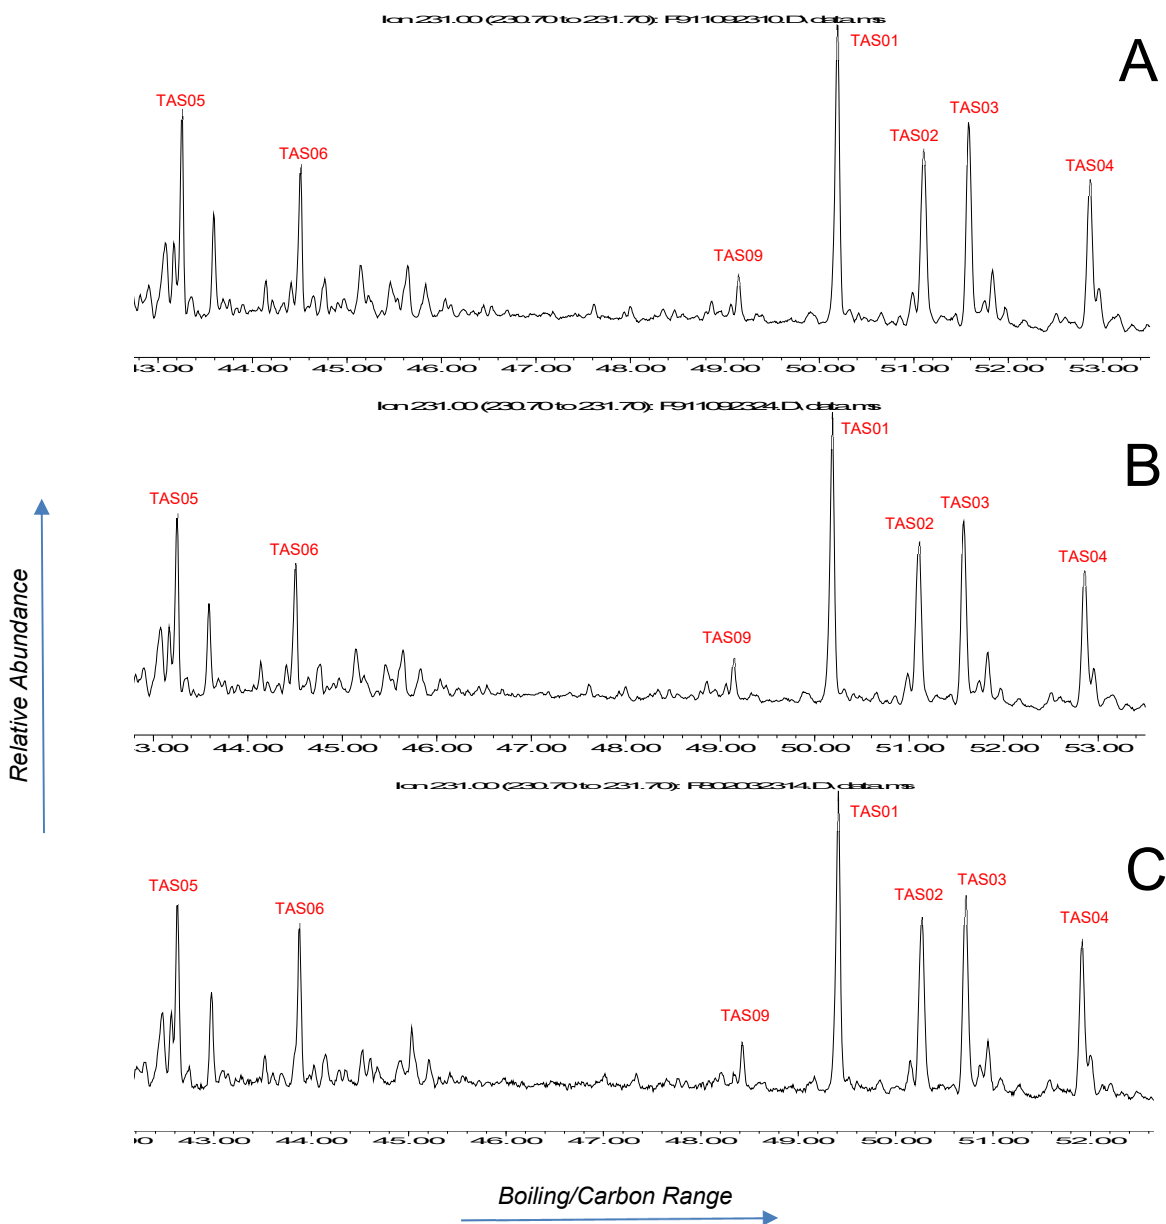 Ion 231.00 (230.70 to 231.70): F911092310.D\data.ms
A
TAS01
TAS05
TAS03
TAS02
TAS06
TAS04
TAS09
44.00 45.00 46.00 47.00 48.00 49.00 50.00 51.00 52.00 53.00
Ion 231.00 (230.70 to 231.70): F911092324.D\data.ms
B
TAS01
TAS05
TAS03
TAS02
TAS06
TAS04
TAS09
3.00 44.00 45.00 46.00 47.00 48.00 49.00 50.00 51.00 52.00 53.00
Relative Abundance
Ion 231.00 (230.70 to 231.70): F802032314.D\data.ms
C
TAS01
TAS05
TAS03
TAS02
TAS06
TAS04
TAS09
43.00 44.00 45.00 46.00 47.00 48.00 49.00 50.00 51.00 52.00
Boiling/Carbon Range